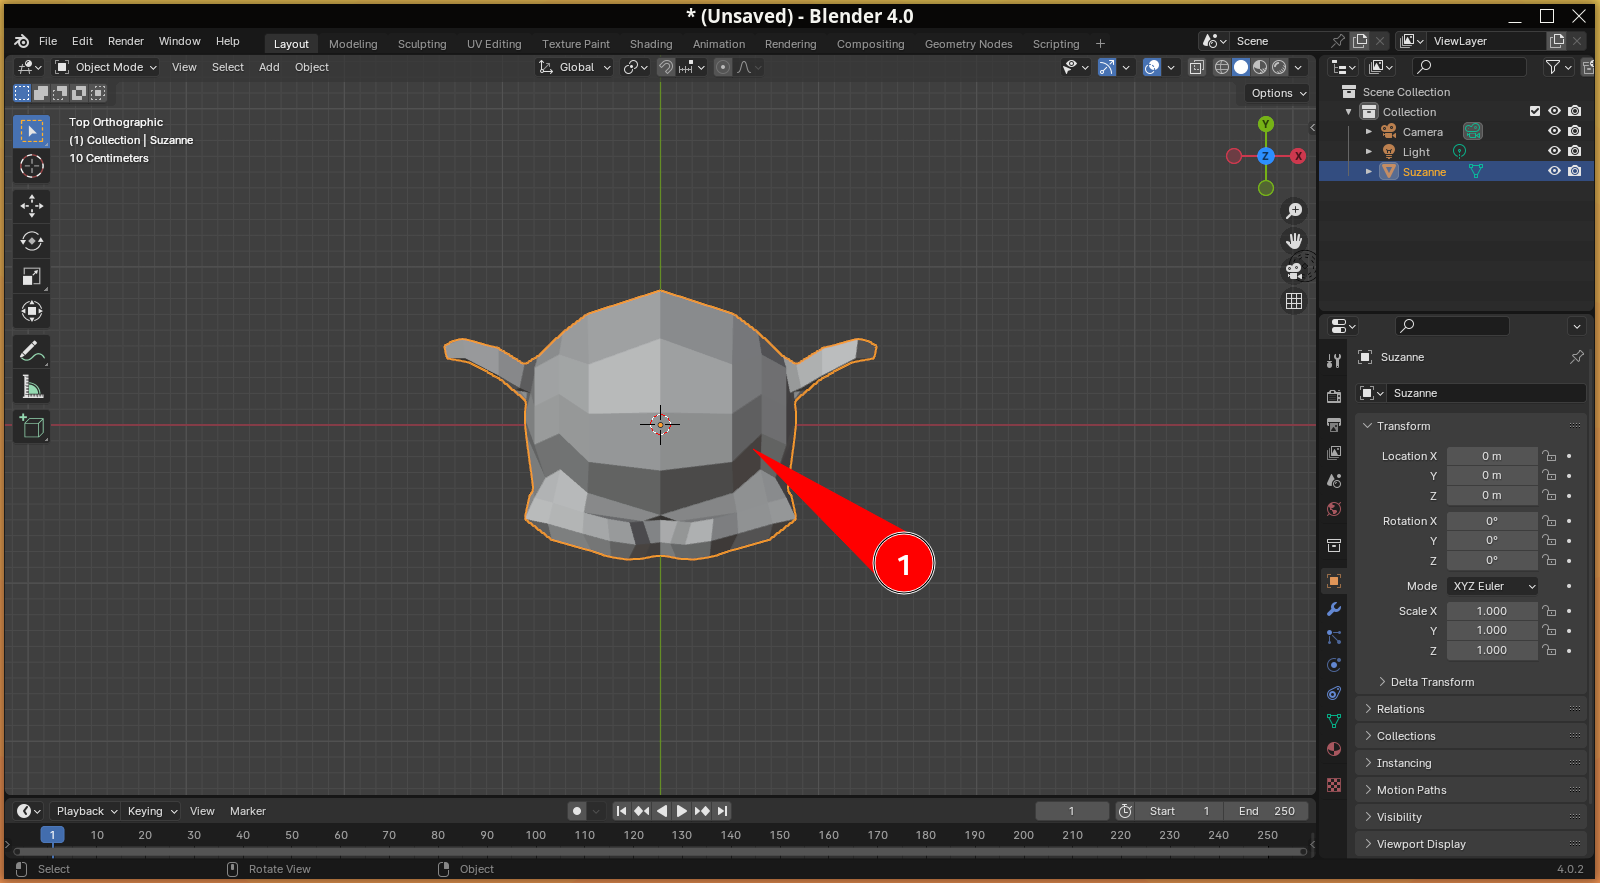 * (Unsaved) - Blender 4.0
File Edit Render Window Help Layout Modeling Sculpting UV Editing Texture Paint Shading Animation Rendering Compositing Geometry Nodes Scripting + Scene ViewLayer
Object Mode View Select Add Object Global
Options
Top Orthographic
(1) Collection | Suzanne
10 Centimeters
Y
Z X
1
Scene Collection
Collection
Camera
Light
Suzanne
Suzanne
Suzanne
Transform
Location X 0 m
Y 0 m
Z 0 m
Rotation X 0°
Y 0°
Z 0°
Mode XYZ Euler
Scale X 1.000
Y 1.000
Z 1.000
Delta Transform
Relations
Collections
Instancing
Motion Paths
Visibility
Viewport Display
Playback Keying View Marker 1 Start 1 End 250
1 10 20 30 40 50 60 70 80 90 100 110 120 130 140 150 160 170 180 190 200 210 220 230 240 250
Select Rotate View Object 4.0.2